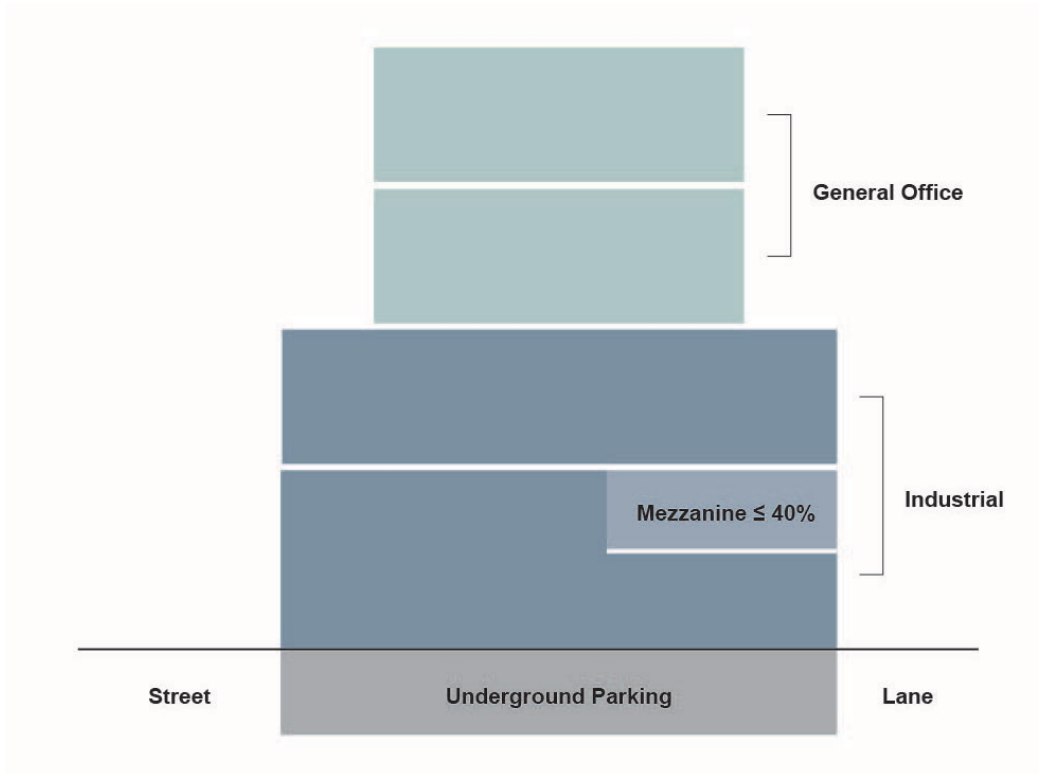 General Office
Mezzanine ≤ 40%
Industrial
Street
Underground Parking
Lane